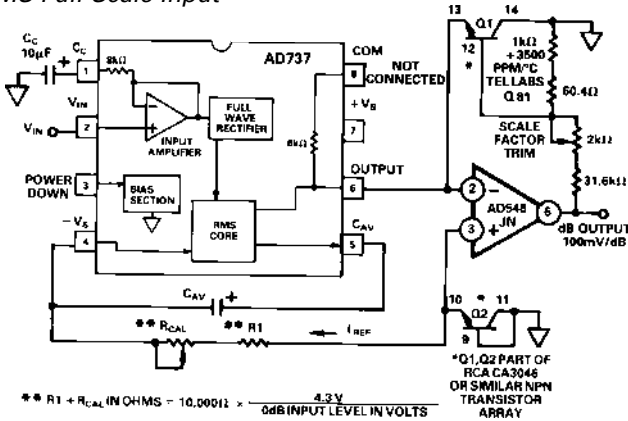 MS Full-Scale Input
CC
10µF
+ CC
1
8kΩ
AD737
COM
8
NOT
CONNECTED
VIN
VIN
2
INPUT
AMPLIFIER
FULL
WAVE
RECTIFIER
+VS
7
8kΩ
POWER
DOWN
3
BIAS
SECTION
OUTPUT
6
-VS
4
RMS
CORE
CAV
5
CAV +
** RCAL
** R1
IREF
13
Q1
14
12
*
1kΩ
+3500
PPM/°C
TELLABS
Q81
60.4Ω
SCALE
FACTOR
TRIM
2kΩ
31.6kΩ
2 –
AD548
JN
3 +
6
dB OUTPUT
100mV/dB
10
*
11
Q2
9
*Q1, Q2 PART OF
RCA CA3046
OR SIMILAR NPN
TRANSISTOR
ARRAY
** R1 + RCAL IN OHMS = 10,000Ω × 4.3 V
0dB INPUT LEVEL IN VOLTS